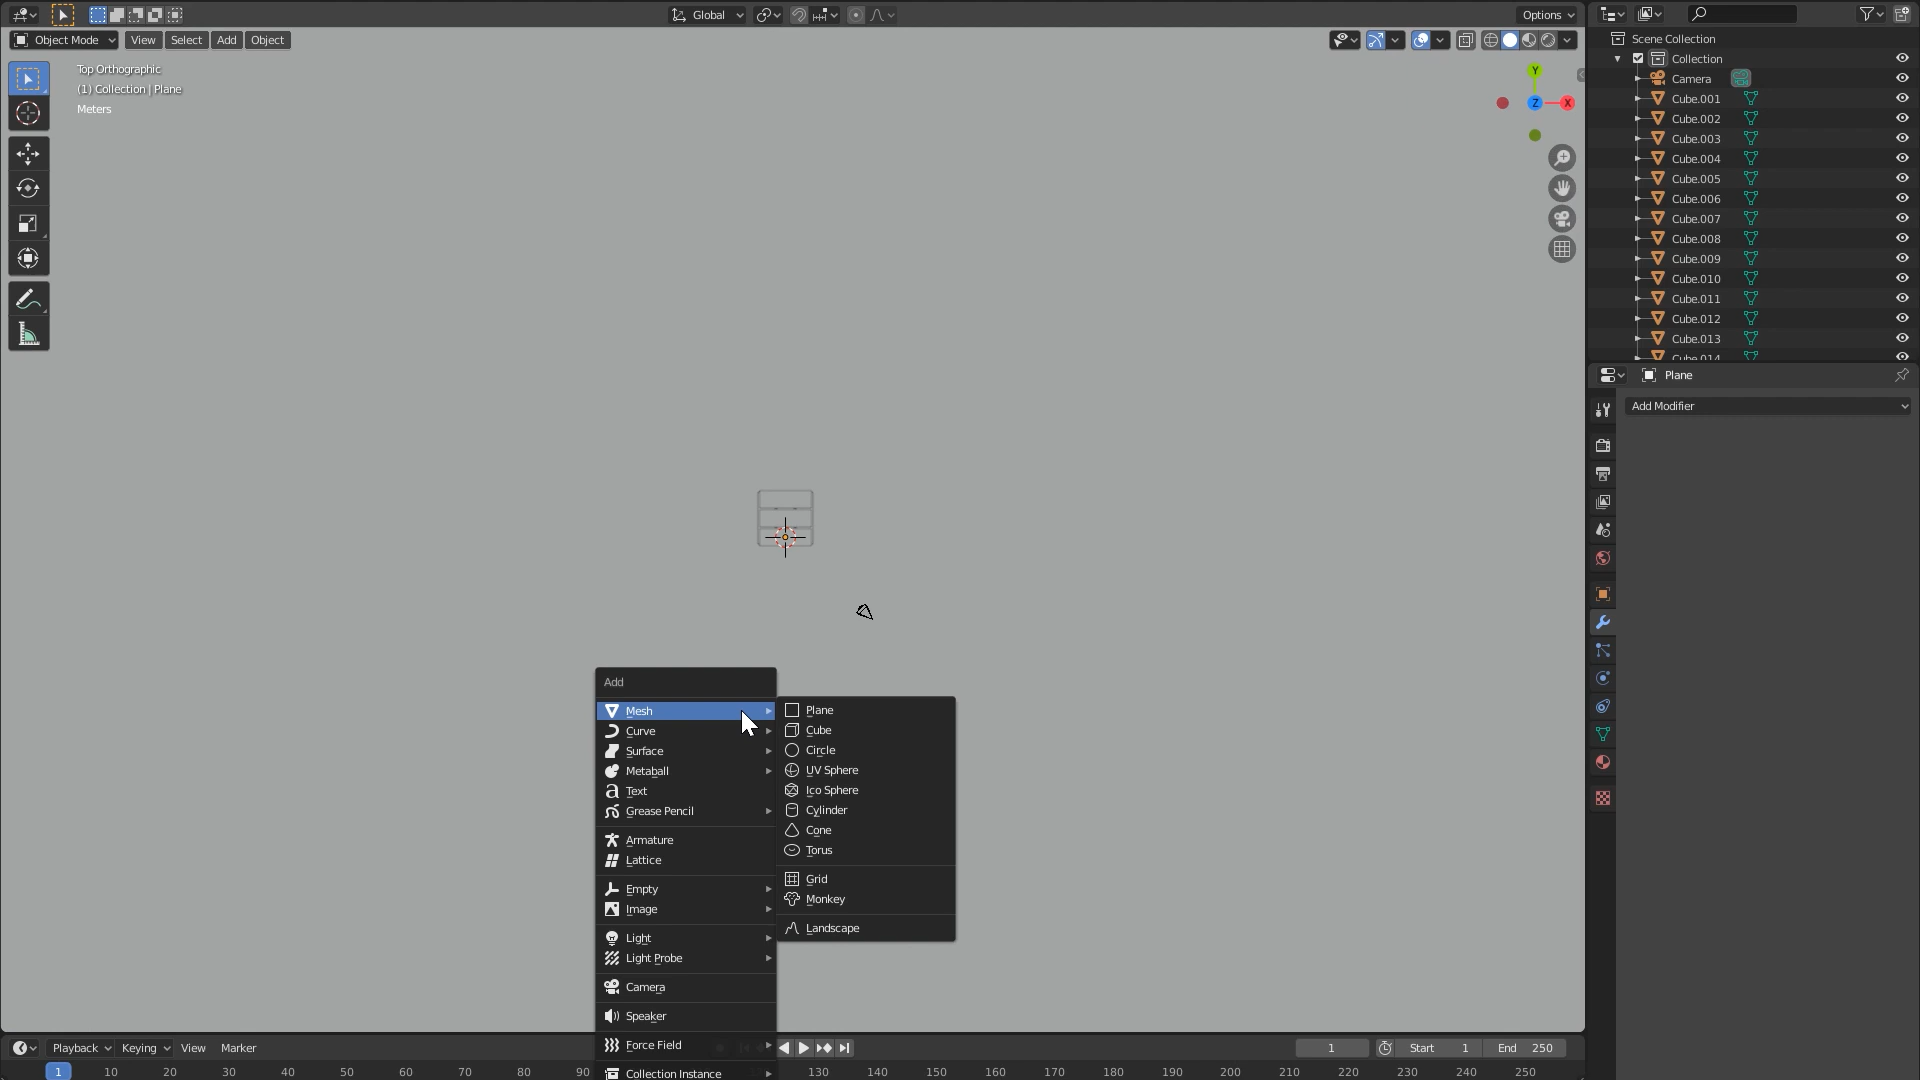 Global
Options
Object Mode
View
Select
Add
Object
Top Orthographic
(1) Collection | Plane
Meters
Y
Z
X
Scene Collection
Collection
Camera
Cube.001
Cube.002
Cube.003
Cube.004
Cube.005
Cube.006
Cube.007
Cube.008
Cube.009
Cube.010
Cube.011
Cube.012
Cube.013
Cube.014
Plane
Add Modifier
Add
Mesh
Curve
Surface
Metaball
Text
Grease Pencil
Armature
Lattice
Empty
Image
Light
Light Probe
Camera
Speaker
Force Field
Collection Instance
Plane
Cube
Circle
UV Sphere
Ico Sphere
Cylinder
Cone
Torus
Grid
Monkey
Landscape
Playback
Keying
View
Marker
1
Start 1
End 250
1 10 20 30 40 50 60 70 80 90 130 140 150 160 170 180 190 200 210 220 230 240 250